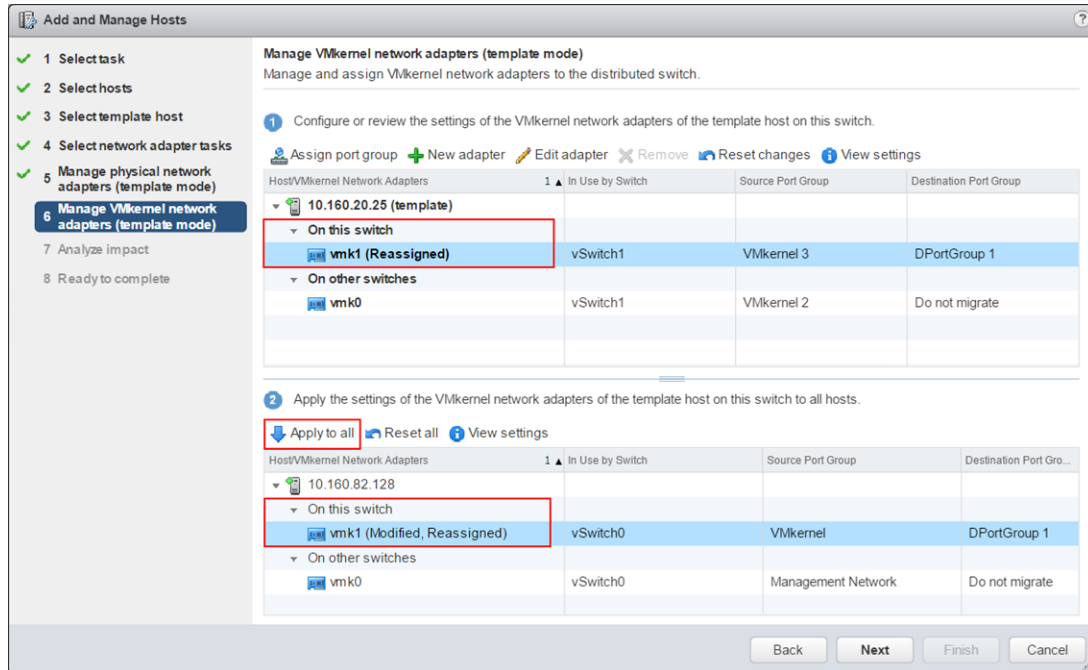 Add and Manage Hosts
?
1 Select task
2 Select hosts
3 Select template host
4 Select network adapter tasks
5 Manage physical network
adapters (template mode)
6 Manage VMkernel network
adapters (template mode)
7 Analyze impact
8 Ready to complete
Manage VMkernel network adapters (template mode)
Manage and assign VMkernel network adapters to the distributed switch.
1 Configure or review the settings of the VMkernel network adapters of the template host on this switch.
Assign port group New adapter Edit adapter Remove Reset changes View settings
Host/VMkernel Network Adapters 1 ▲ In Use by Switch Source Port Group Destination Port Group
10.160.20.25 (template)
On this switch
vmk1 (Reassigned) vSwitch1 VMkernel 3 DPortGroup 1
On other switches
vmk0 vSwitch1 VMkernel 2 Do not migrate
2 Apply the settings of the VMkernel network adapters of the template host on this switch to all hosts.
Apply to all Reset all View settings
Host/VMkernel Network Adapters 1 ▲ In Use by Switch Source Port Group Destination Port Gro...
10.160.82.128
On this switch
vmk1 (Modified, Reassigned) vSwitch0 VMkernel DPortGroup 1
On other switches
vmk0 vSwitch0 Management Network Do not migrate
Back Next Finish Cancel